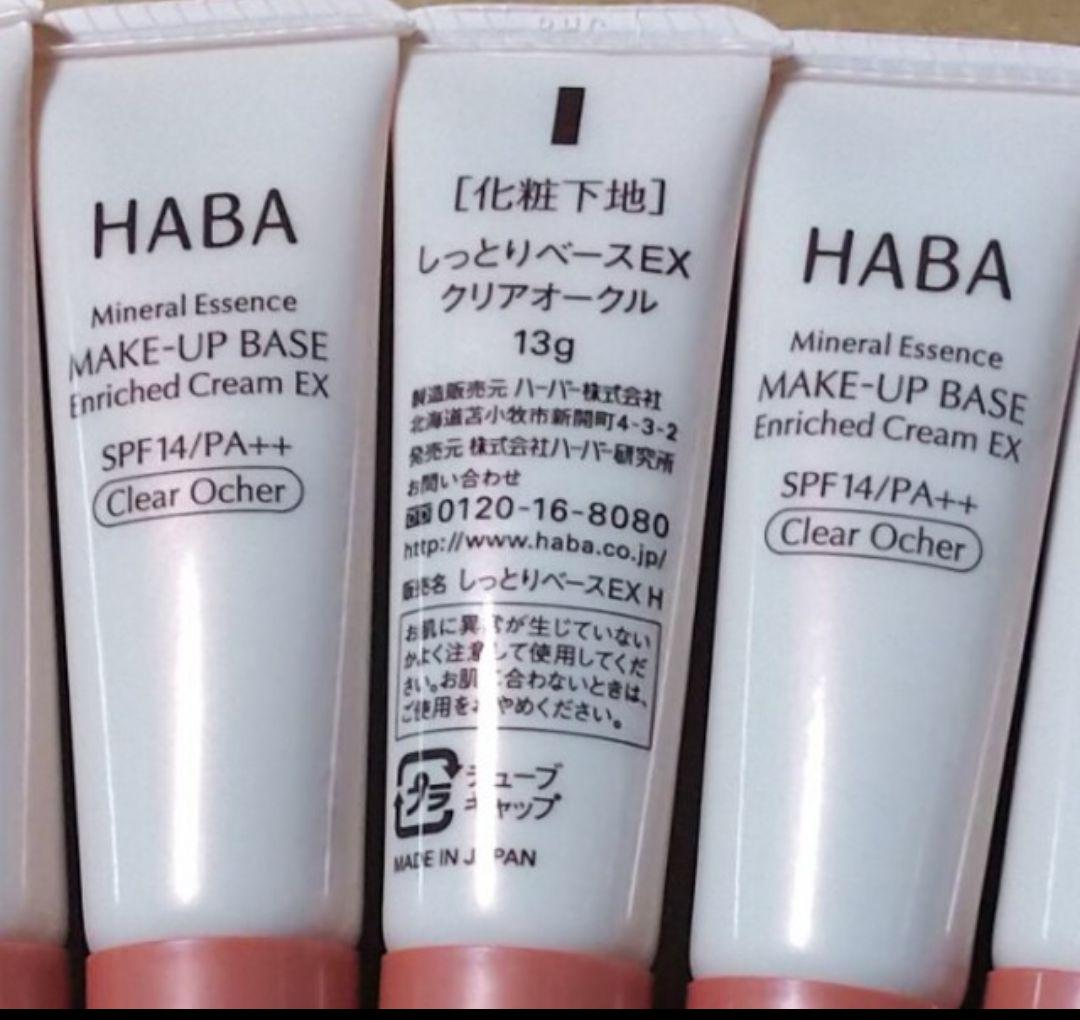 HABA
Mineral Essence
MAKE-UP BASE
Enriched Cream EX
SPF14/PA++
Clear Ocher
[化粧下地]
しっとりベースEX
クリアオークル
13g
製造販売元 ハーバー株式会社
北海道苫小牧市新開町4-3-2
発売元 株式会社ハーバー研究所
お問い合わせ
0120-16-8080
http://www.haba.co.jp/
販売名 しっとりベースEX H
お肌に異常が生じていない
かよく注意して使用してくだ
さい。お肌に合わないときは、
ご使用をおやめください。
プラ
チューブ
キャップ
MADE IN JAPAN
HABA
Mineral Essence
MAKE-UP BASE
Enriched Cream EX
SPF14/PA++
Clear Ocher